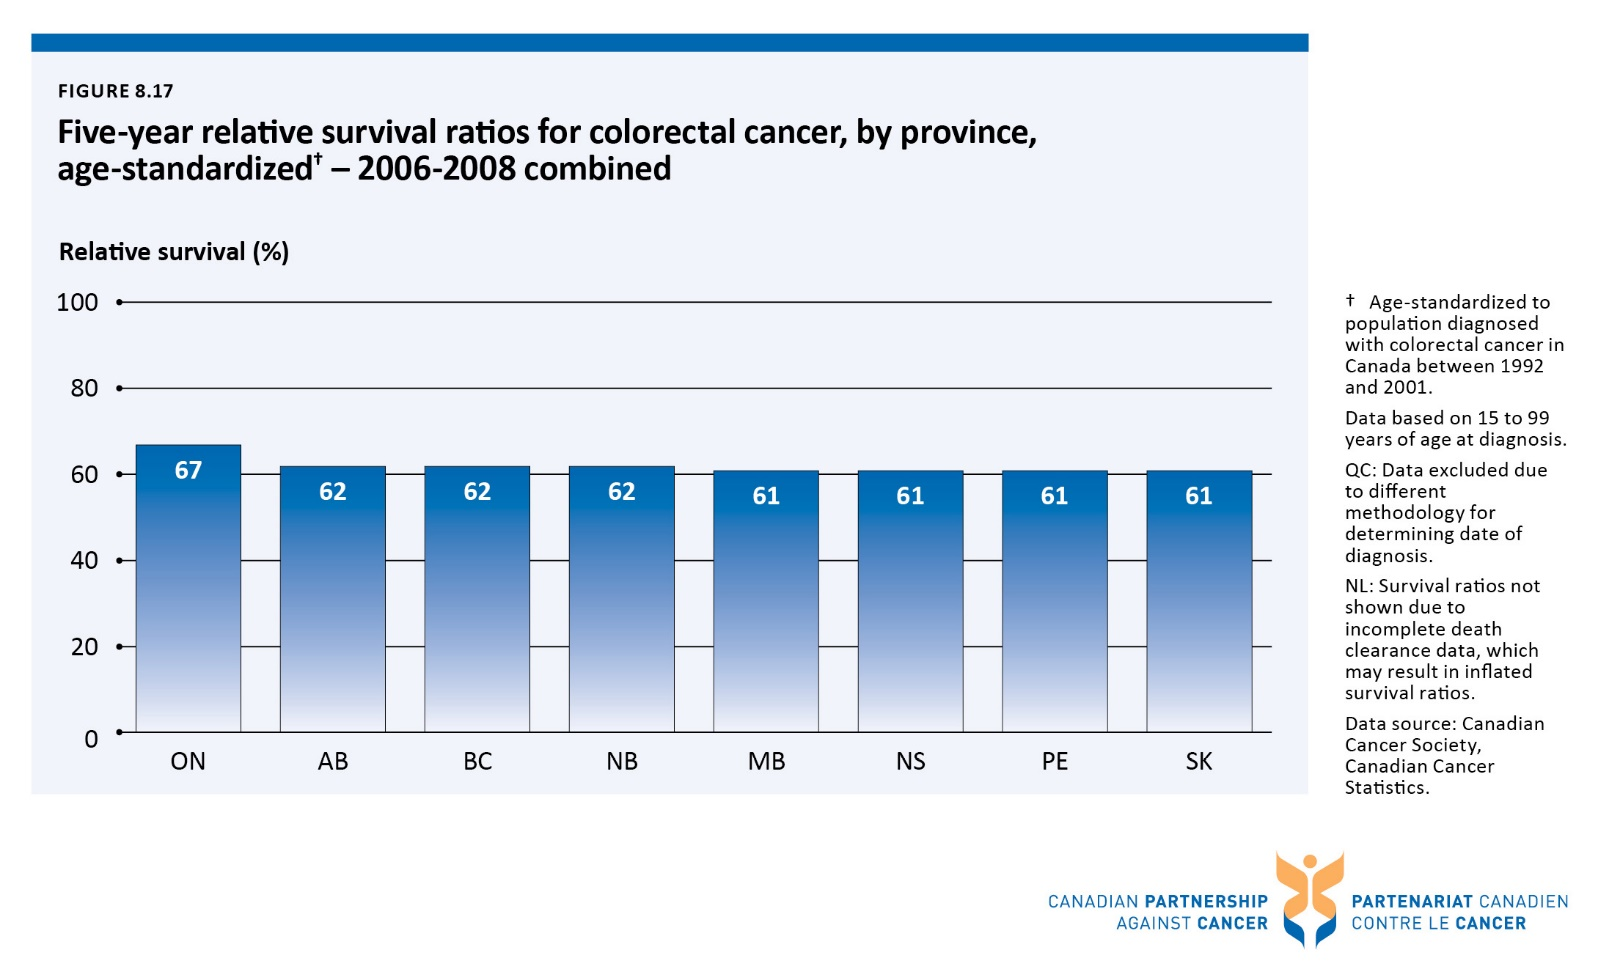 FIGURE 8.17
Five-year relative survival ratios for colorectal cancer, by province,
age-standardized† – 2006-2008 combined
Relative survival (%)
100
80
60
40
20
0
67
62
62
62
61
61
61
61
ON
AB
BC
NB
MB
NS
PE
SK
† Age-standardized to
population diagnosed
with colorectal cancer in
Canada between 1992
and 2001.
Data based on 15 to 99
years of age at diagnosis.
QC: Data excluded due
to different
methodology for
determining date of
diagnosis.
NL: Survival ratios not
shown due to
incomplete death
clearance data, which
may result in inflated
survival ratios.
Data source: Canadian
Cancer Society,
Canadian Cancer
Statistics.
CANADIAN PARTNERSHIP
AGAINST CANCER
PARTENARIAT CANADIEN
CONTRE LE CANCER